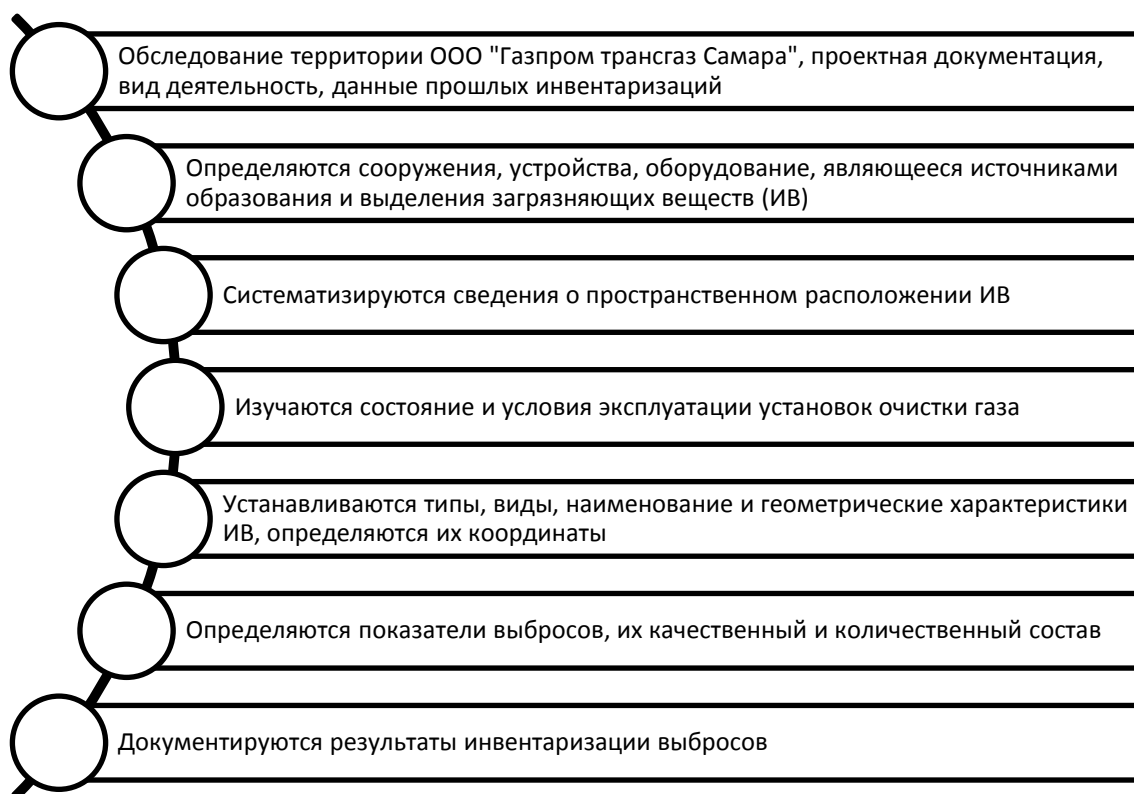 Обследование территории ООО "Газпром трансгаз Самара", проектная документация,
вид деятельность, данные прошлых инвентаризаций
Определяются сооружения, устройства, оборудование, являющееся источниками
образования и выделения загрязняющих веществ (ИВ)
Систематизируются сведения о пространственном расположении ИВ
Изучаются состояние и условия эксплуатации установок очистки газа
Устанавливаются типы, виды, наименование и геометрические характеристики
ИВ, определяются их координаты
Определяются показатели выбросов, их качественный и количественный состав
Документируются результаты инвентаризации выбросов